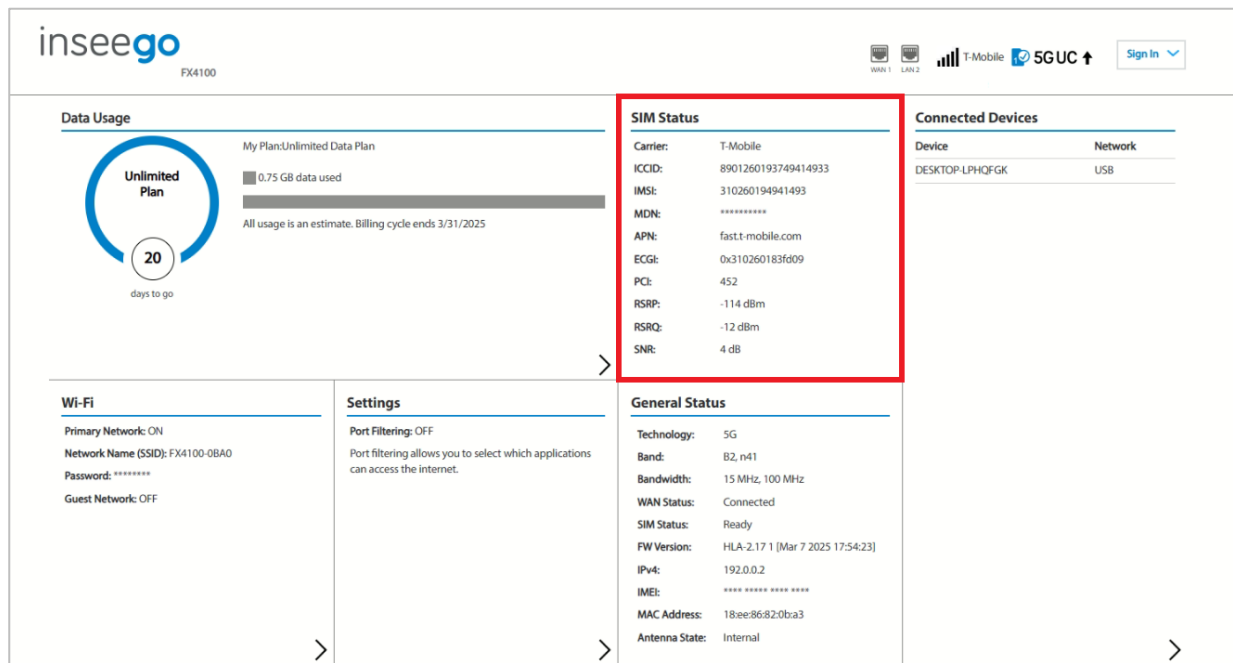 inseego
FX4100
WAN 1
LAN 2
T-Mobile
5G UC
Sign In
Data Usage
Unlimited
Plan
20
days to go
My Plan:Unlimited Data Plan
0.75 GB data used
All usage is an estimate. Billing cycle ends 3/31/2025
SIM Status
Carrier: T-Mobile
ICCID: 8901260193749414933
IMSI: 310260194941493
MDN: **********
APN: fast.t-mobile.com
ECGI: 0x310260183fd09
PCI: 452
RSRP: -114 dBm
RSRQ: -12 dBm
SNR: 4 dB
Connected Devices
Device Network
DESKTOP-LPHQFGK USB
Wi-Fi
Primary Network: ON
Network Name (SSID): FX4100-0BA0
Password: ********
Guest Network: OFF
Settings
Port Filtering: OFF
Port filtering allows you to select which applications
can access the internet.
General Status
Technology: 5G
Band: B2, n41
Bandwidth: 15 MHz, 100 MHz
WAN Status: Connected
SIM Status: Ready
FW Version: HLA-2.17 1 [Mar 7 2025 17:54:23]
IPv4: 192.0.0.2
IMEI: **** ***** **** ****
MAC Address: 18:ee:86:82:0b:a3
Antenna State: Internal